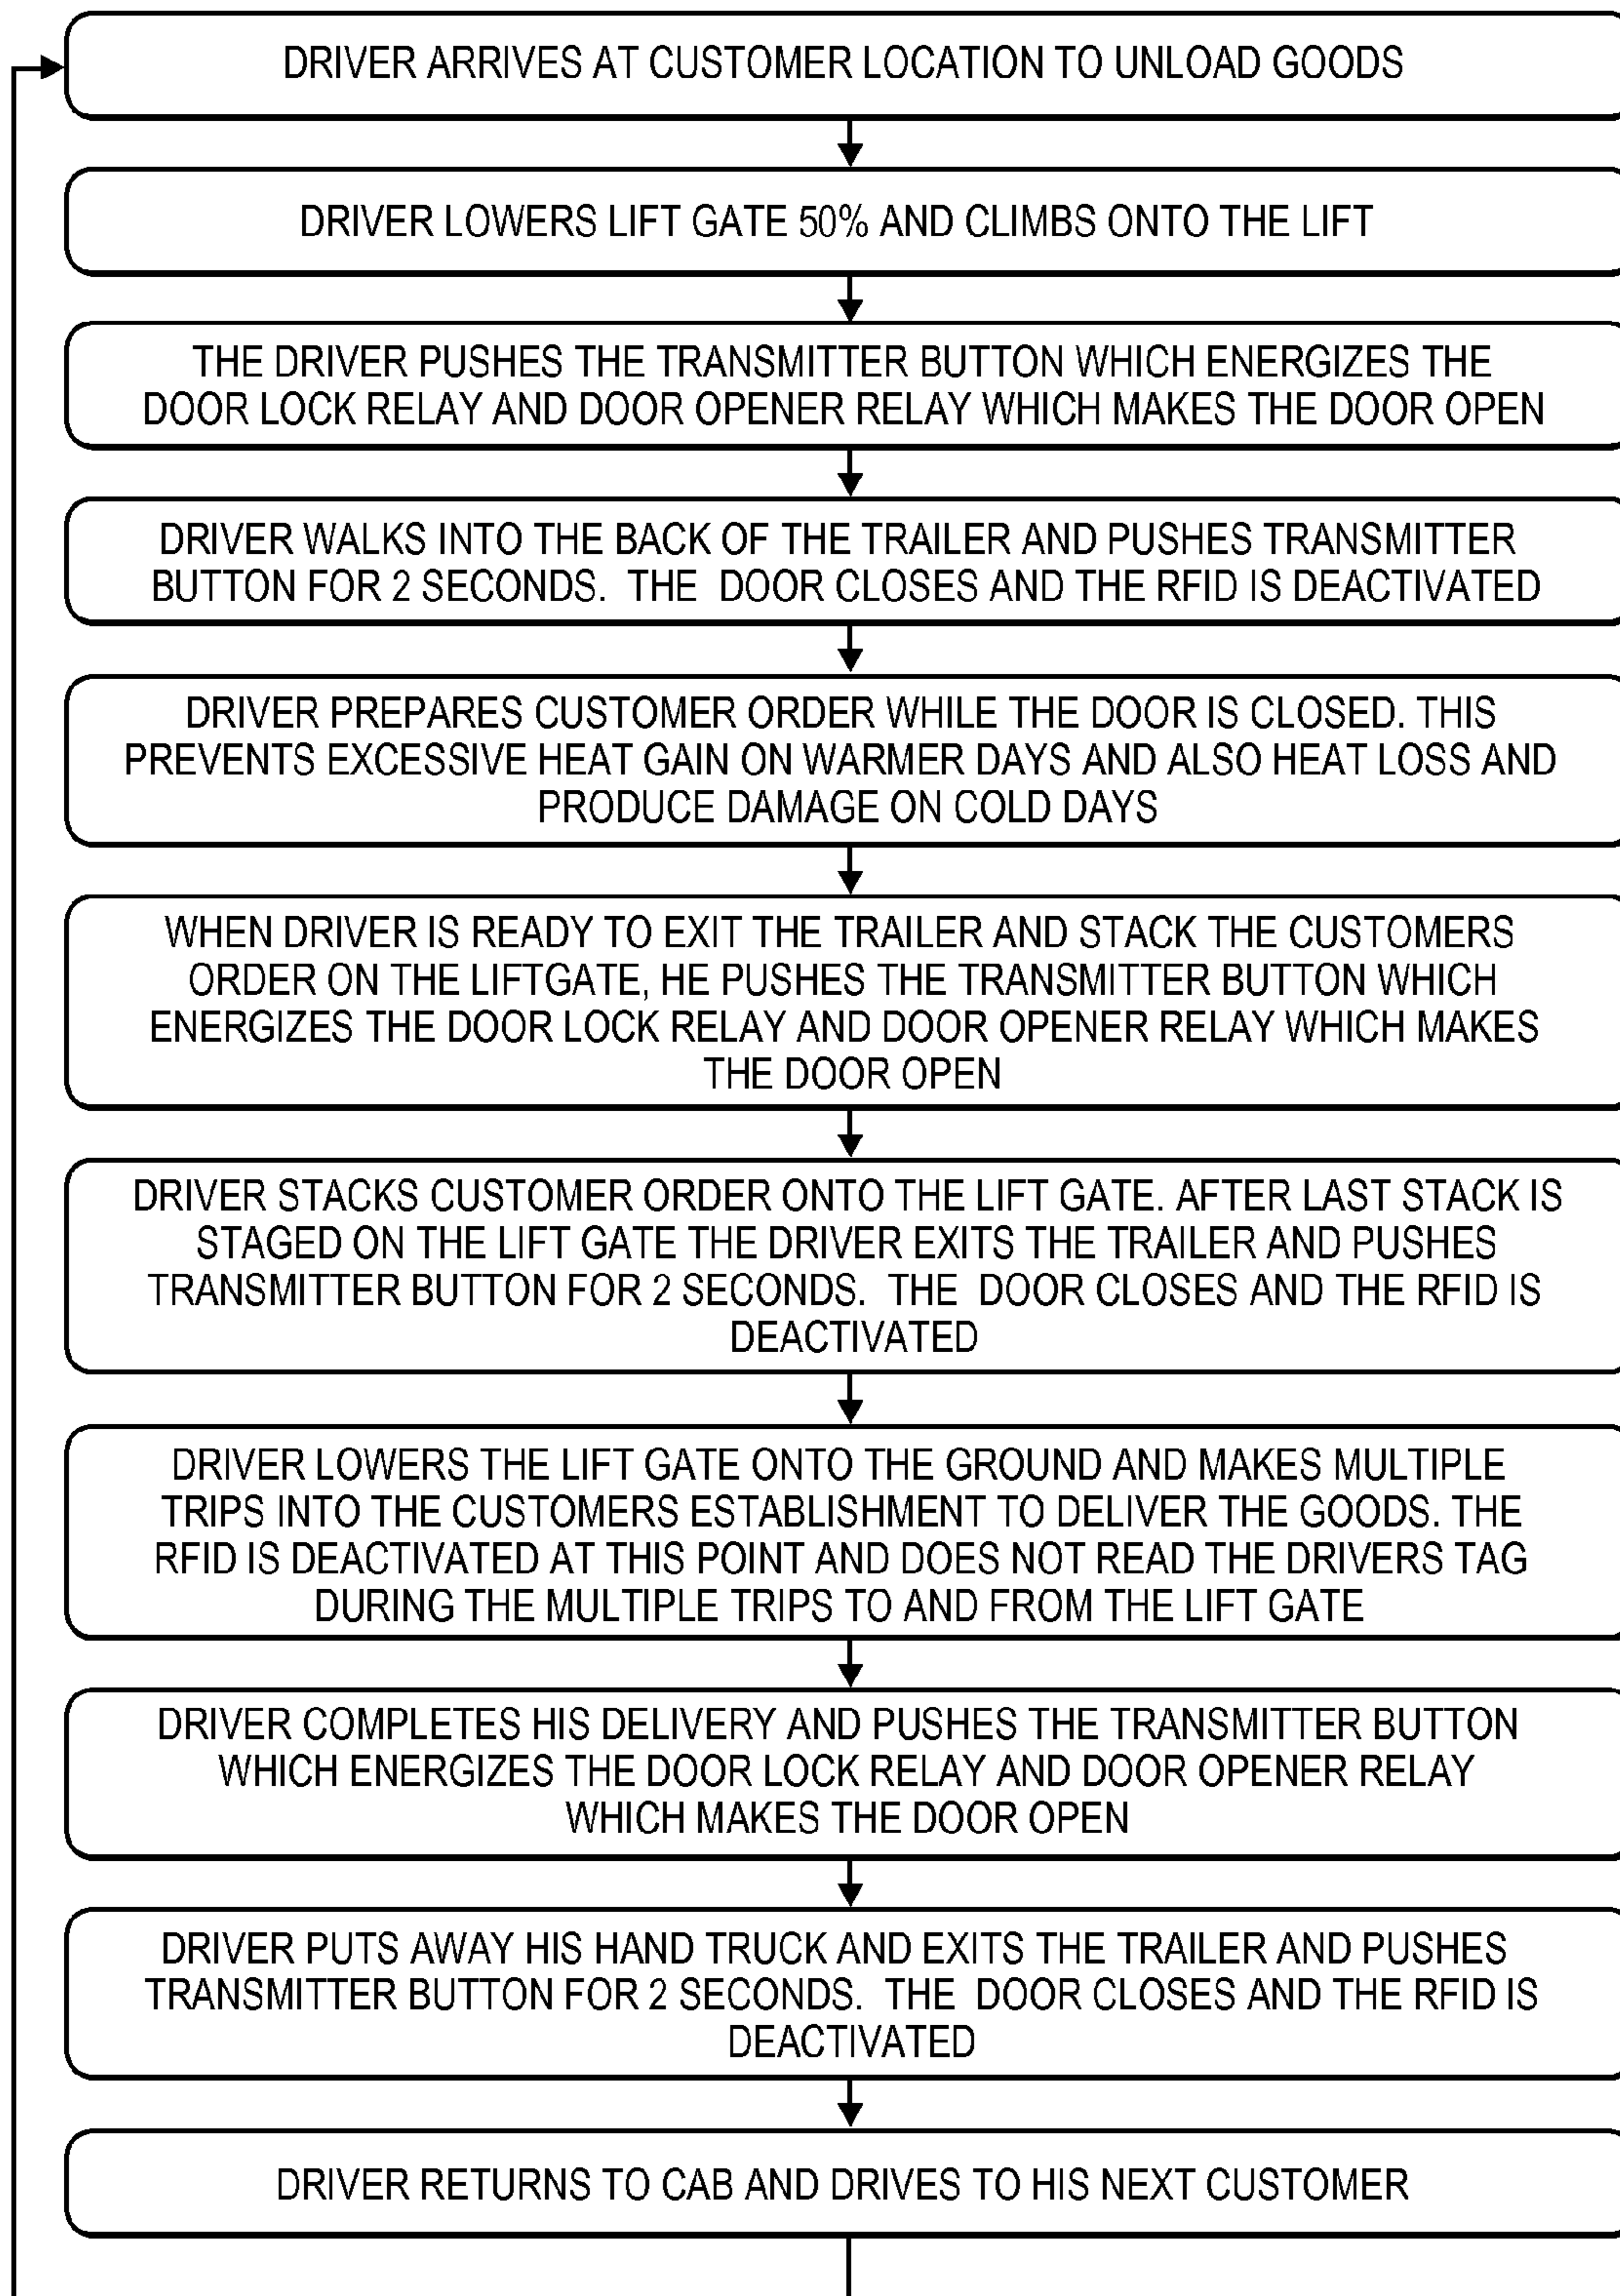 DRIVER ARRIVES AT CUSTOMER LOCATION TO UNLOAD GOODS
DRIVER LOWERS LIFT GATE 50% AND CLIMBS ONTO THE LIFT
THE DRIVER PUSHES THE TRANSMITTER BUTTON WHICH ENERGIZES THE
DOOR LOCK RELAY AND DOOR OPENER RELAY WHICH MAKES THE DOOR OPEN
DRIVER WALKS INTO THE BACK OF THE TRAILER AND PUSHES TRANSMITTER
BUTTON FOR 2 SECONDS. THE DOOR CLOSES AND THE RFID IS DEACTIVATED
DRIVER PREPARES CUSTOMER ORDER WHILE THE DOOR IS CLOSED. THIS
PREVENTS EXCESSIVE HEAT GAIN ON WARMER DAYS AND ALSO HEAT LOSS AND
PRODUCE DAMAGE ON COLD DAYS
WHEN DRIVER IS READY TO EXIT THE TRAILER AND STACK THE CUSTOMERS
ORDER ON THE LIFTGATE, HE PUSHES THE TRANSMITTER BUTTON WHICH
ENERGIZES THE DOOR LOCK RELAY AND DOOR OPENER RELAY WHICH MAKES
THE DOOR OPEN
DRIVER STACKS CUSTOMER ORDER ONTO THE LIFT GATE. AFTER LAST STACK IS
STAGED ON THE LIFT GATE THE DRIVER EXITS THE TRAILER AND PUSHES
TRANSMITTER BUTTON FOR 2 SECONDS. THE DOOR CLOSES AND THE RFID IS
DEACTIVATED
DRIVER LOWERS THE LIFT GATE ONTO THE GROUND AND MAKES MULTIPLE
TRIPS INTO THE CUSTOMERS ESTABLISHMENT TO DELIVER THE GOODS. THE
RFID IS DEACTIVATED AT THIS POINT AND DOES NOT READ THE DRIVERS TAG
DURING THE MULTIPLE TRIPS TO AND FROM THE LIFT GATE
DRIVER COMPLETES HIS DELIVERY AND PUSHES THE TRANSMITTER BUTTON
WHICH ENERGIZES THE DOOR LOCK RELAY AND DOOR OPENER RELAY
WHICH MAKES THE DOOR OPEN
DRIVER PUTS AWAY HIS HAND TRUCK AND EXITS THE TRAILER AND PUSHES
TRANSMITTER BUTTON FOR 2 SECONDS. THE DOOR CLOSES AND THE RFID IS
DEACTIVATED
DRIVER RETURNS TO CAB AND DRIVES TO HIS NEXT CUSTOMER